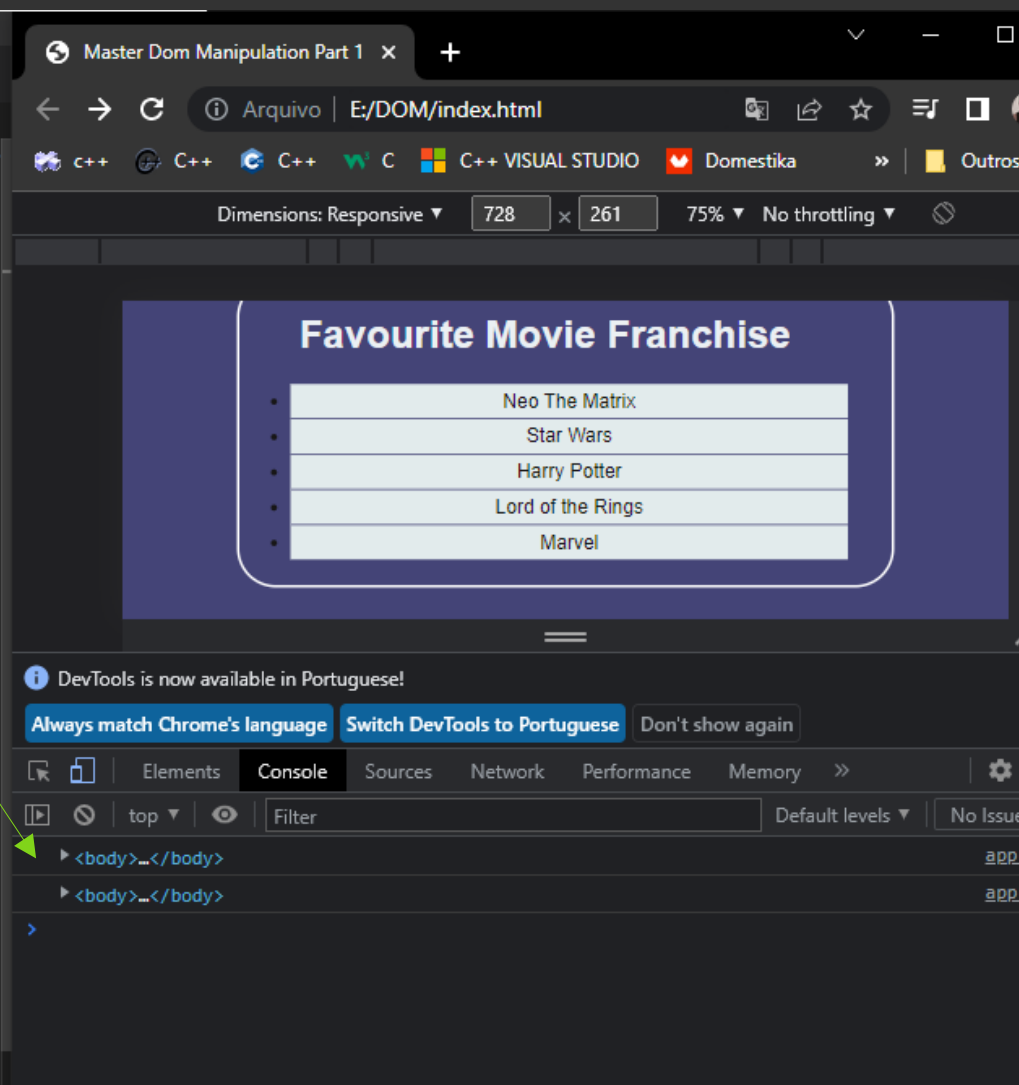 Master Dom Manipulation Part 1
Arquivo E:/DOM/index.html
c++ C++ C++ C C++ VISUAL STUDIO Domestika » Outros
Dimensions: Responsive ▼ 728 × 261 75% ▼ No throttling ▼
Favourite Movie Franchise
• Neo The Matrix
• Star Wars
• Harry Potter
• Lord of the Rings
• Marvel
DevTools is now available in Portuguese!
Always match Chrome's language Switch DevTools to Portuguese Don't show again
Elements Console Sources Network Performance Memory »
top ▼ Filter Default levels ▼ No Issue
<body>…</body> app
<body>…</body> app
>